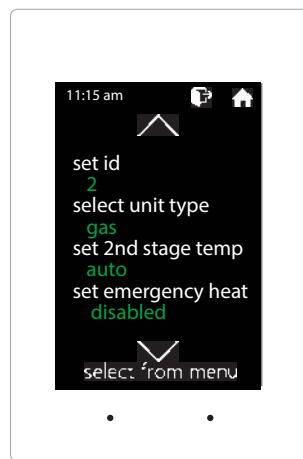 11:15 am
set id
2
select unit type
gas
set 2nd stage temp
auto
set emergency heat
disabled
select from menu